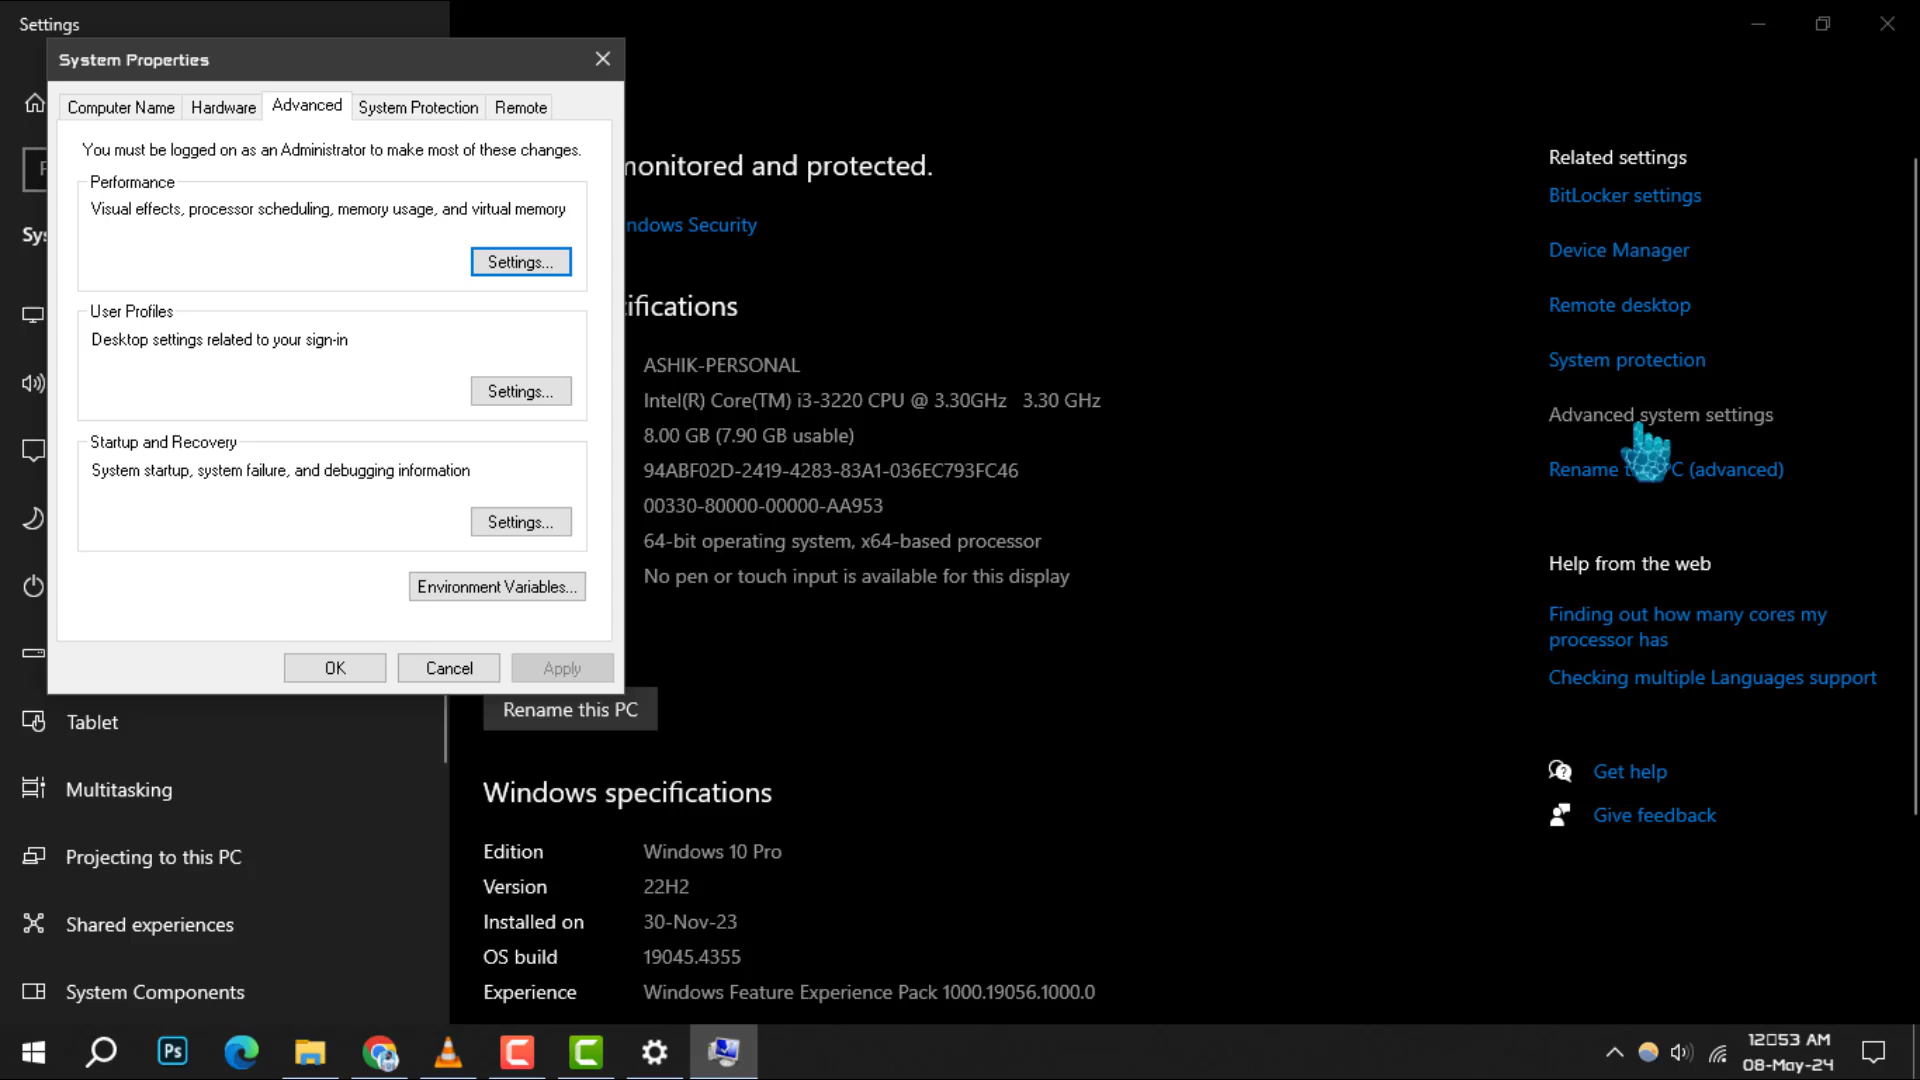 Settings
System Properties
Computer Name
Hardware
Advanced
System Protection
Remote
You must be logged on as an Administrator to make most of these changes.
Performance
Visual effects, processor scheduling, memory usage, and virtual memory
Settings...
User Profiles
Desktop settings related to your sign-in
Settings...
Startup and Recovery
System startup, system failure, and debugging information
Settings...
Environment Variables...
OK
Cancel
Apply
Sys
Tablet
Multitasking
Projecting to this PC
Shared experiences
System Components
monitored and protected.
ndows Security
ifications
ASHIK-PERSONAL
Intel(R) Core(TM) i3-3220 CPU @ 3.30GHz 3.30 GHz
8.00 GB (7.90 GB usable)
94ABF02D-2419-4283-83A1-036EC793FC46
00330-80000-00000-AA953
64-bit operating system, x64-based processor
No pen or touch input is available for this display
Rename this PC
Windows specifications
Edition Windows 10 Pro
Version 22H2
Installed on 30-Nov-23
OS build 19045.4355
Experience Windows Feature Experience Pack 1000.19056.1000.0
Related settings
BitLocker settings
Device Manager
Remote desktop
System protection
Advanced system settings
Rename PC (advanced)
Help from the web
Finding out how many cores my
processor has
Checking multiple Languages support
Get help
Give feedback
Ps
12:53 AM
08-May-24